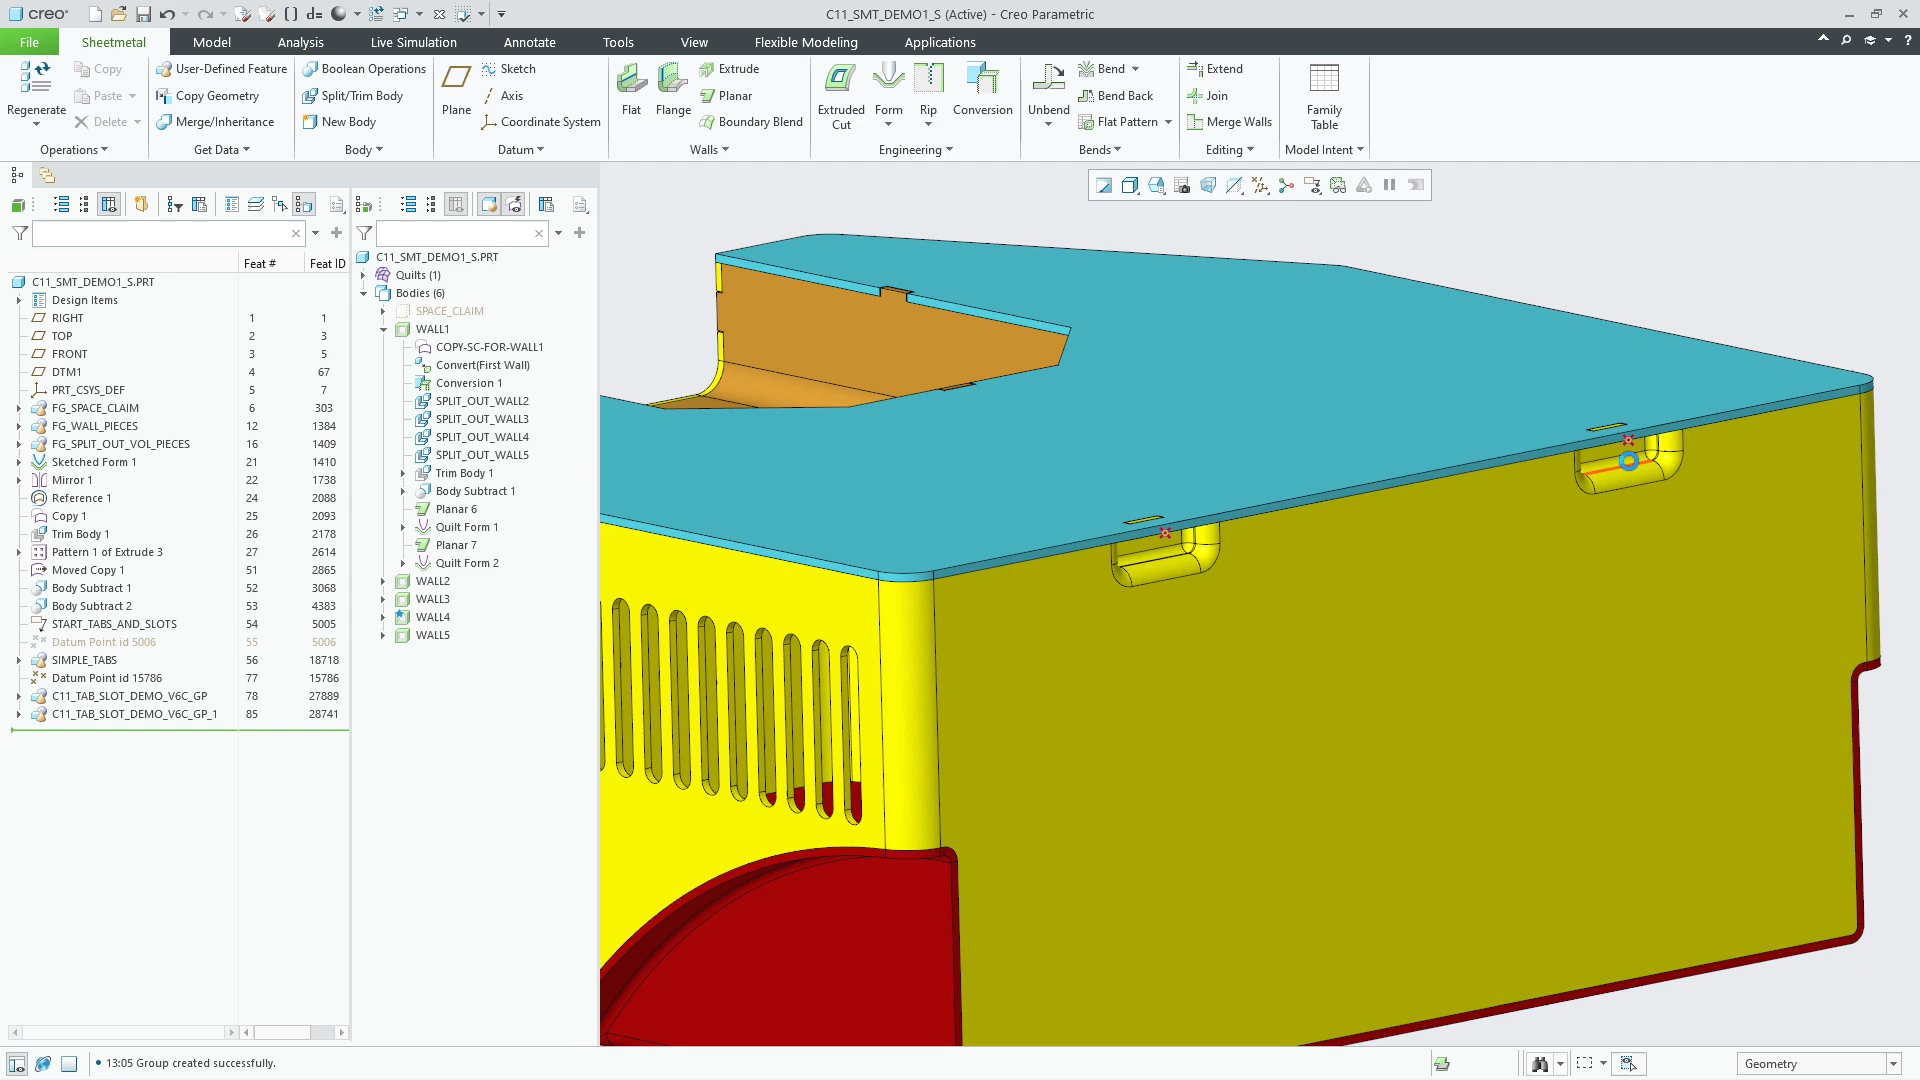 creo
d=
C11_SMT_DEMO1_S (Active) - Creo Parametric
File
Sheetmetal
Model
Analysis
Live Simulation
Annotate
Tools
View
Flexible Modeling
Applications
Regenerate
Copy
Paste
Delete
Operations
User-Defined Feature
Copy Geometry
Merge/Inheritance
Get Data
Boolean Operations
Split/Trim Body
New Body
Body
Plane
Sketch
Axis
Coordinate System
Datum
Flat
Flange
Extrude
Planar
Boundary Blend
Walls
Extruded
Cut
Form
Rip
Conversion
Engineering
Unbend
Bend
Bend Back
Flat Pattern
Bends
Extend
Join
Merge Walls
Editing
Family
Table
Model Intent
Feat # Feat ID
C11_SMT_DEMO1_S.PRT
Design Items
RIGHT 1 1
TOP 2 3
FRONT 3 5
DTM1 4 67
PRT_CSYS_DEF 5 7
FG_SPACE_CLAIM 6 303
FG_WALL_PIECES 12 1384
FG_SPLIT_OUT_VOL_PIECES 16 1409
Sketched Form 1 21 1410
Mirror 1 22 1738
Reference 1 24 2088
Copy 1 25 2093
Trim Body 1 26 2178
Pattern 1 of Extrude 3 27 2614
Moved Copy 1 51 2865
Body Subtract 1 52 3068
Body Subtract 2 53 4383
START_TABS_AND_SLOTS 54 5005
Datum Point id 5006 55 5006
SIMPLE_TABS 56 18718
Datum Point id 15786 77 15786
C11_TAB_SLOT_DEMO_V6C_GP 78 27889
C11_TAB_SLOT_DEMO_V6C_GP_1 85 28741
C11_SMT_DEMO1_S.PRT
Quilts (1)
Bodies (6)
SPACE_CLAIM
WALL1
COPY-SC-FOR-WALL1
Convert(First Wall)
Conversion 1
SPLIT_OUT_WALL2
SPLIT_OUT_WALL3
SPLIT_OUT_WALL4
SPLIT_OUT_WALL5
Trim Body 1
Body Subtract 1
Planar 6
Quilt Form 1
Planar 7
Quilt Form 2
WALL2
WALL3
WALL4
WALL5
• 13:05 Group created successfully.
Geometry